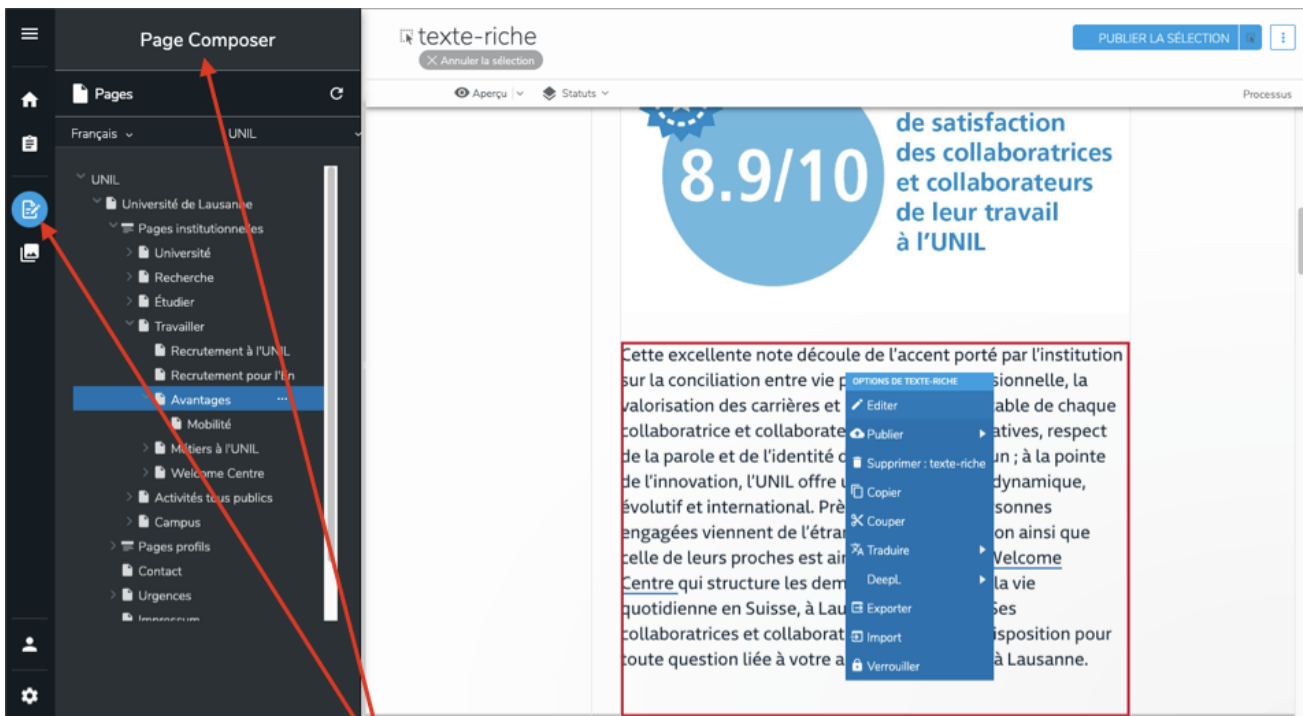 Page Composer
Pages
Français
UNIL
UNIL
Université de Lausanne
Pages institutionnelles
Université
Recherche
Étudier
Travailler
Recrutement à l'UNIL
Recrutement pour l'En
Avantages ...
Mobilité
Métiers à l'UNIL
Welcome Centre
Activités tous publics
Campus
Pages profils
Contact
Urgences
Impressum
texte-riche
Annuler la sélection
PUBLIER LA SÉLECTION
Aperçu
Statuts
Processus
8.9/10
de satisfaction
des collaboratrices
et collaborateurs
de leur travail
à l'UNIL
Cette excellente note découle de l'accent porté par l'institution
sur la conciliation entre vie p sionnelle, la
valorisation des carrières et table de chaque
collaboratrice et collaborate atives, respect
de la parole et de l'identité d un ; à la pointe
de l'innovation, l'UNIL offre u dynamique,
évolutif et international. Prè sonnes
engagées viennent de l'étra on ainsi que
celle de leurs proches est ai Welcome
Centre qui structure les dem la vie
quotidienne en Suisse, à Lau Ses
collaboratrices et collaborat isposition pour
toute question liée à votre a à Lausanne.
OPTIONS DE TEXTE-RICHE
Editer
Publier
Supprimer : texte-riche
Copier
Couper
Traduire
DeepL
Exporter
Import
Verrouiller